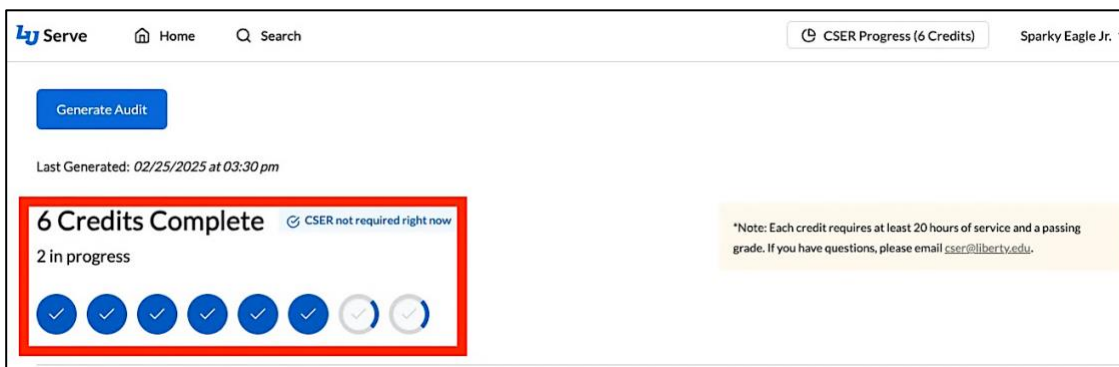 LU Serve
Home
Search
CSER Progress (6 Credits)
Sparky Eagle Jr.
Generate Audit
Last Generated: 02/25/2025 at 03:30 pm
6 Credits Complete
CSER not required right now
2 in progress
*Note: Each credit requires at least 20 hours of service and a passing
grade. If you have questions, please email cser@liberty.edu.